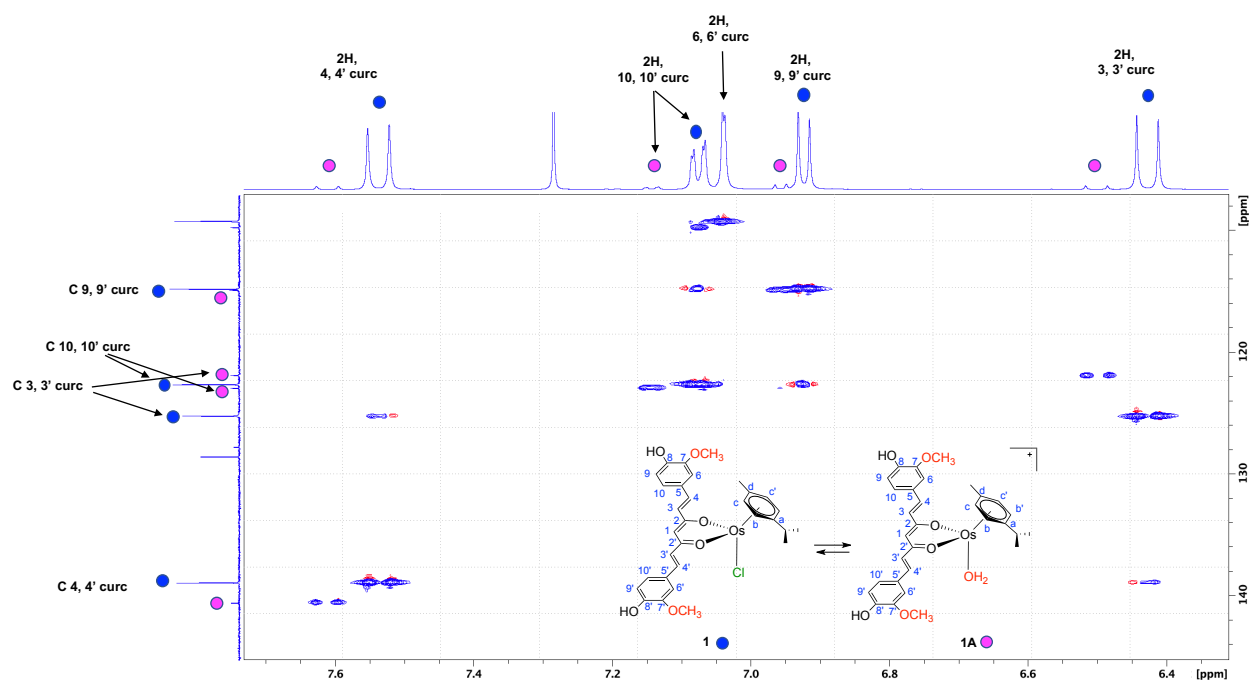 2H,
4, 4' curc
2H,
10, 10' curc
2H,
6, 6' curc
2H,
9, 9' curc
2H,
3, 3' curc
[ppm]
C 9, 9' curc
C 10, 10' curc
C 3, 3' curc
C 4, 4' curc
120
130
140
HO
8
7
OCH3
9
6
10
5
4
3
2
1
2'
3'
4'
5'
10'
9'
6'
8'
7'
HO
OCH3
O
O
Os
Cl
d
c
c'
b
a
1
+
HO
8
7
OCH3
9
6
10
5
4
3
2
1
2'
3'
4'
5'
10'
9'
6'
8'
7'
HO
OCH3
O
O
Os
OH2
d
c
c'
b
b'
a
1A
7.6
7.4
7.2
7.0
6.8
6.6
6.4
[ppm]